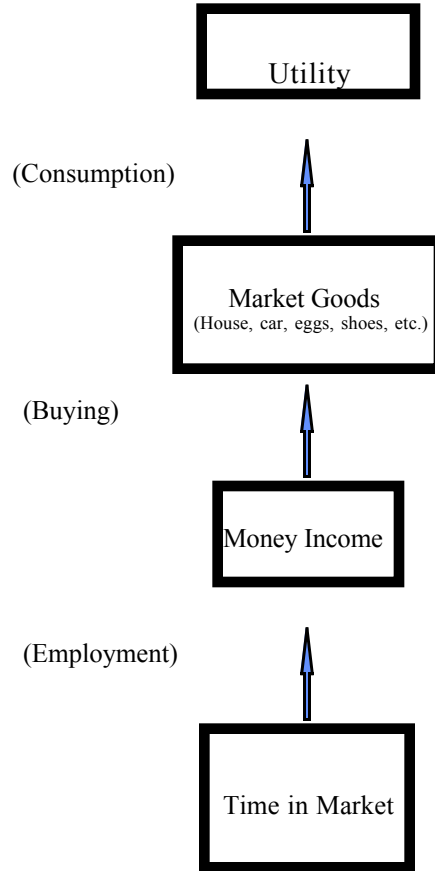 Utility
(Consumption)
Market Goods
(House, car, eggs, shoes, etc.)
(Buying)
Money Income
(Employment)
Time in Market